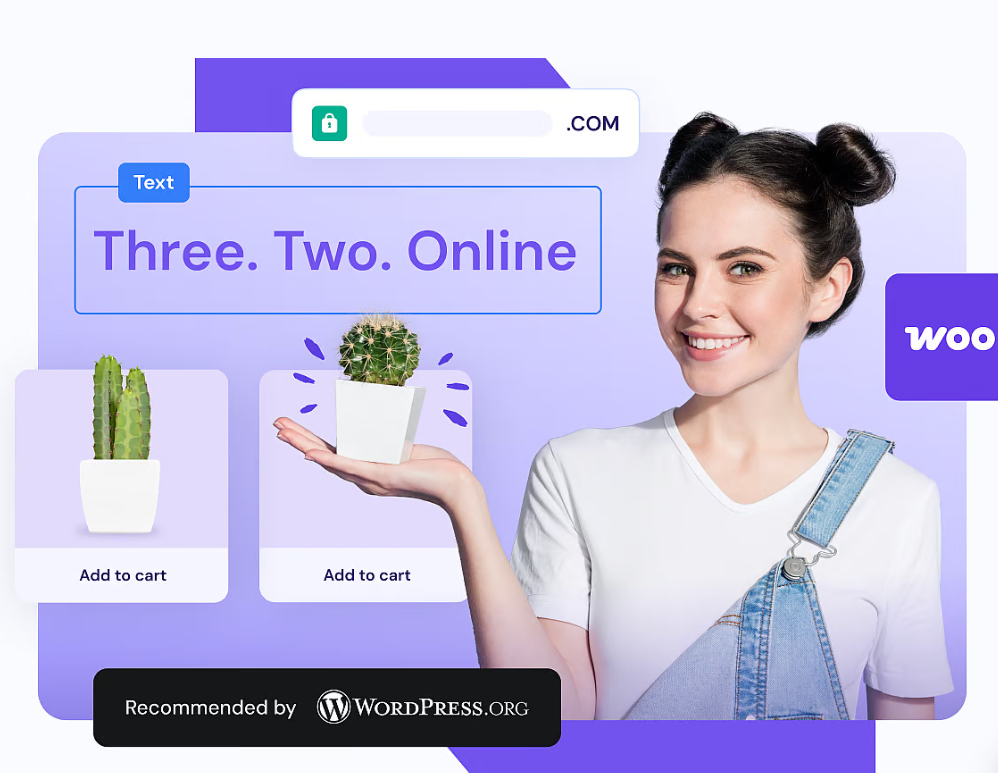 .COM
Text
Three. Two. Online
woo
Add to cart
Add to cart
Recommended by WORDPRESS.ORG